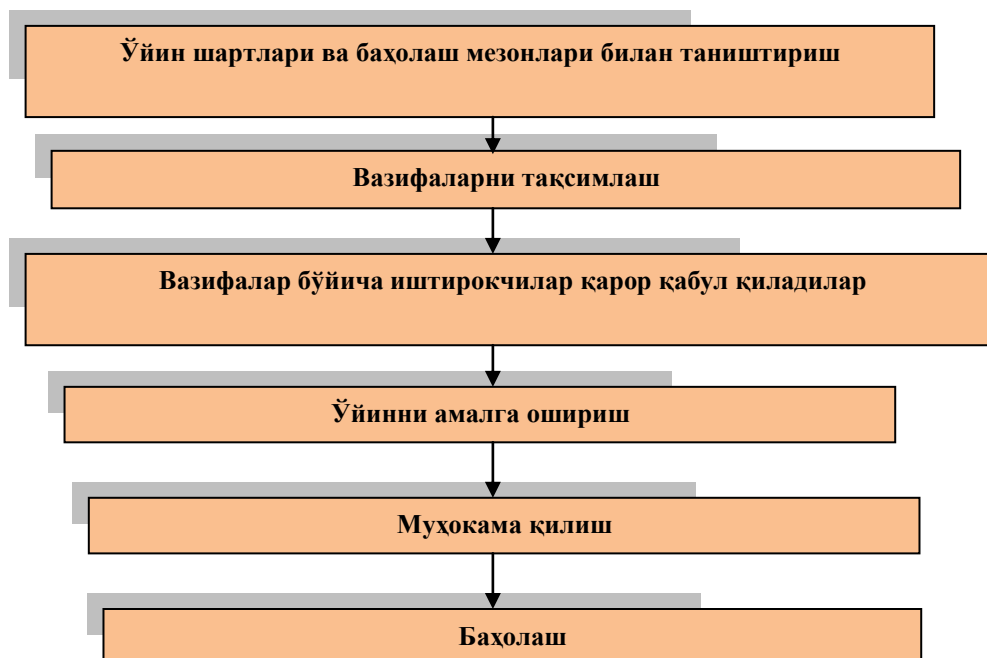 Ўйин шартлари ва баҳолаш мезонлари билан таништириш
Вазифаларни тақсимлаш
Вазифалар бўйича иштирокчилар қарор қабул қиладилар
Ўйинни амалга ошириш
Муҳокама қилиш
Баҳолаш